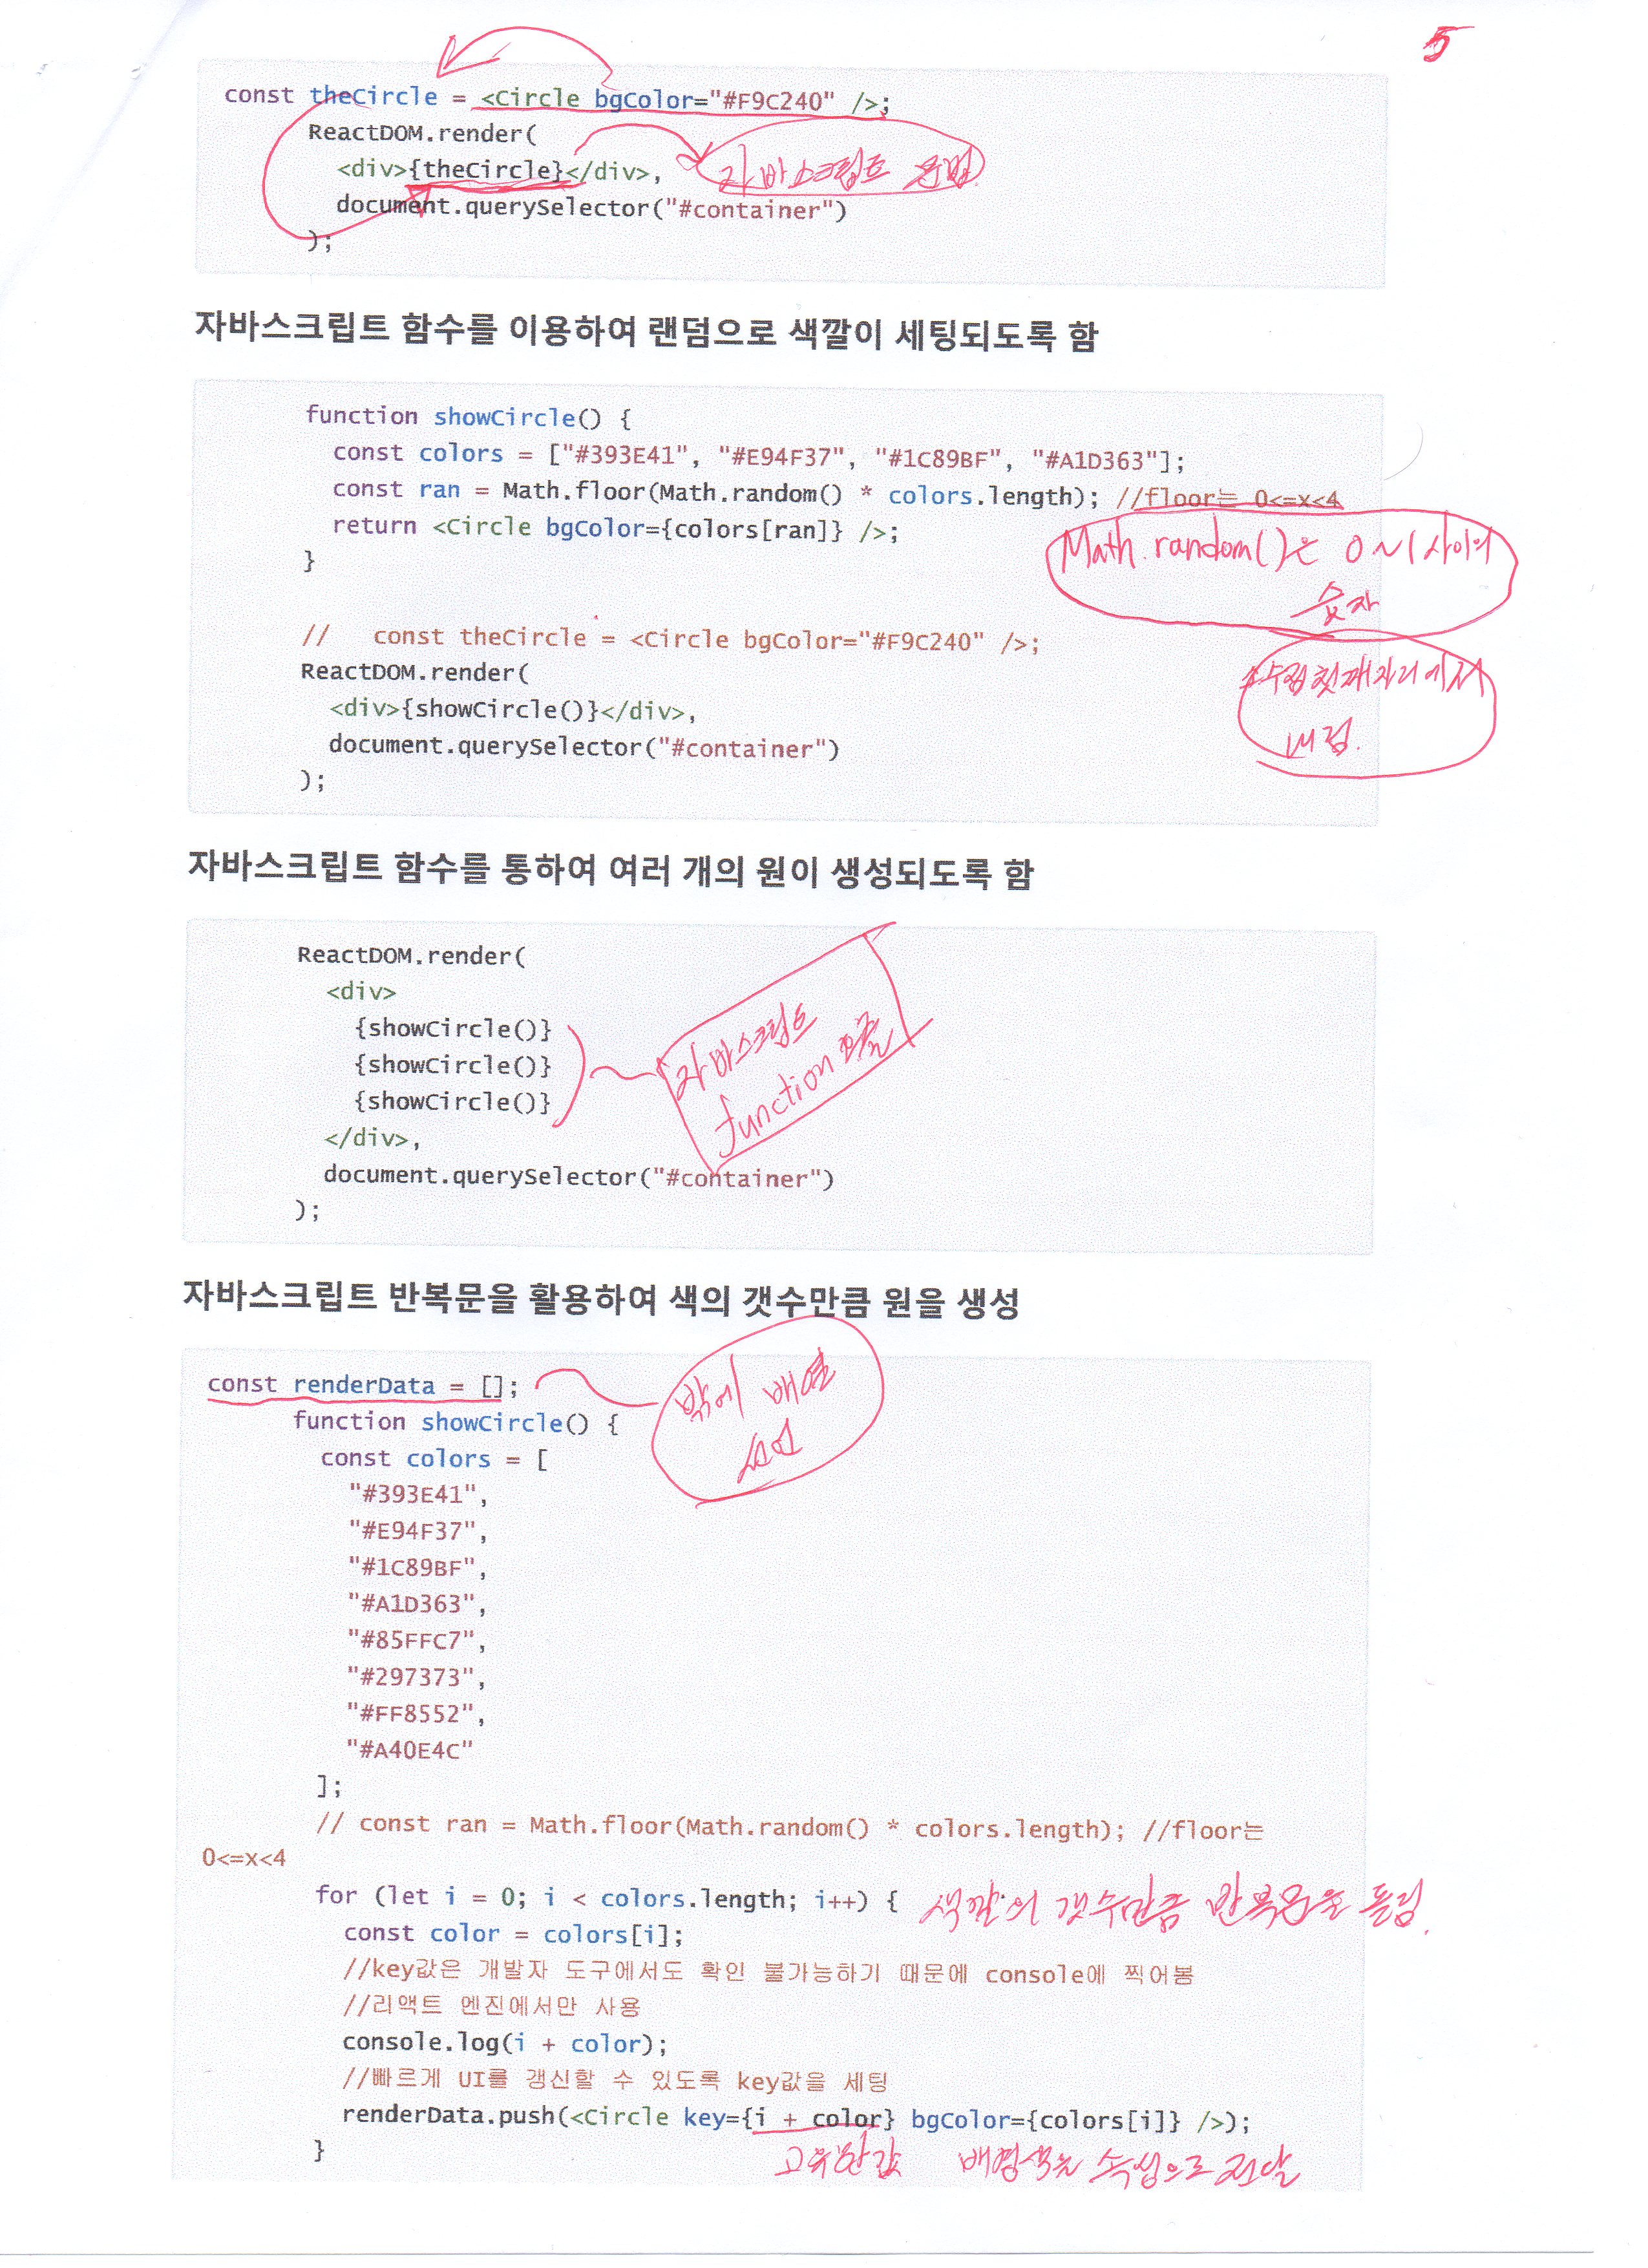 5
const theCircle = <Circle bgColor="#F9C240" />;
ReactDOM.render(
<div>{theCircle}</div>,
자바스크립트 문법
document.querySelector("#container")
);
자바스크립트 함수를 이용하여 랜덤으로 색깔이 세팅되도록 함
function showCircle() {
const colors = ["#393E41", "#E94F37", "#1C89BF", "#A1D363"];
const ran = Math.floor(Math.random() * colors.length); //floor는 0<=x<4
return <Circle bgColor={colors[ran]} />;
}
Math.random()은 0~1 사이의
숫자
소수점 첫째자리에서
내림.
//   const theCircle = <Circle bgColor="#F9C240" />;
ReactDOM.render(
<div>{showCircle()}</div>,
document.querySelector("#container")
);
자바스크립트 함수를 통하여 여러 개의 원이 생성되도록 함
ReactDOM.render(
<div>
{showCircle()}
{showCircle()}
{showCircle()}
자바스크립트
function 호출
</div>,
document.querySelector("#container")
);
자바스크립트 반복문을 활용하여 색의 갯수만큼 원을 생성
const renderData = [];
밖에 배열
선언
function showCircle() {
const colors = [
"#393E41",
"#E94F37",
"#1C89BF",
"#A1D363",
"#85FFC7",
"#297373",
"#FF8552",
"#A40E4C"
];
// const ran = Math.floor(Math.random() * colors.length); //floor는
0<=x<4
for (let i = 0; i < colors.length; i++) { 색깔의 갯수만큼 반복문을 돌림.
const color = colors[i];
//key값은 개발자 도구에서도 확인 불가능하기 때문에 console에 찍어봄
//리액트 엔진에서만 사용
console.log(i + color);
//빠르게 UI를 갱신할 수 있도록 key값을 세팅
renderData.push(<Circle key={i + color} bgColor={colors[i]} />);
}
고유한값 배경색을 속성으로 전달